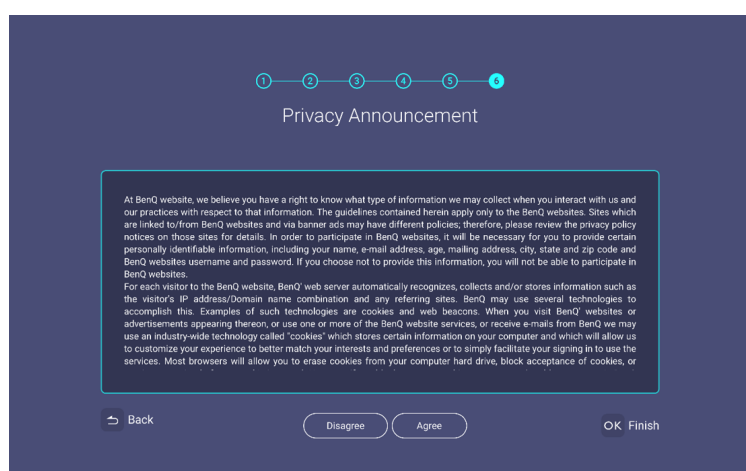 1 2 3 4 5 6
Privacy Announcement
At BenQ website, we believe you have a right to know what type of information we may collect when you interact with us and
our practices with respect to that information. The guidelines contained herein apply only to the BenQ websites. Sites which
are linked to/from BenQ websites and via banner ads may have different policies; therefore, please review the privacy policy
notices on those sites for details. In order to participate in BenQ websites, it will be necessary for you to provide certain
personally identifiable information, including your name, e-mail address, age, mailing address, city, state and zip code and
BenQ websites username and password. If you choose not to provide this information, you will not be able to participate in
BenQ websites.
For each visitor to the BenQ website, BenQ' web server automatically recognizes, collects and/or stores information such as
the visitor's IP address/Domain name combination and any referring sites. BenQ may use several technologies to
accomplish this. Examples of such technologies are cookies and web beacons. When you visit BenQ' websites or
advertisements appearing thereon, or use one or more of the BenQ website services, or receive e-mails from BenQ we may
use an industry-wide technology called "cookies" which stores certain information on your computer and which will allow us
to customize your experience to better match your interests and preferences or to simply facilitate your signing in to use the
services. Most browsers will allow you to erase cookies from your computer hard drive, block acceptance of cookies, or
Back
Disagree Agree
OK Finish